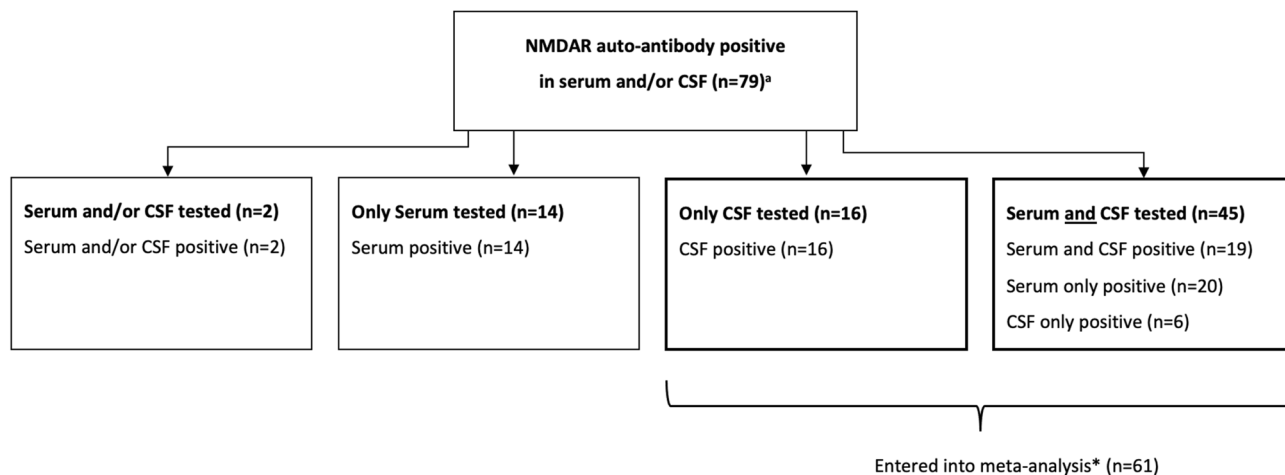 NMDAR auto-antibody positive
in serum and/or CSF (n=79)ᵃ
Serum and/or CSF tested (n=2)
Serum and/or CSF positive (n=2)
Only Serum tested (n=14)
Serum positive (n=14)
Only CSF tested (n=16)
CSF positive (n=16)
Serum and CSF tested (n=45)
Serum and CSF positive (n=19)
Serum only positive (n=20)
CSF only positive (n=6)
Entered into meta-analysis* (n=61)